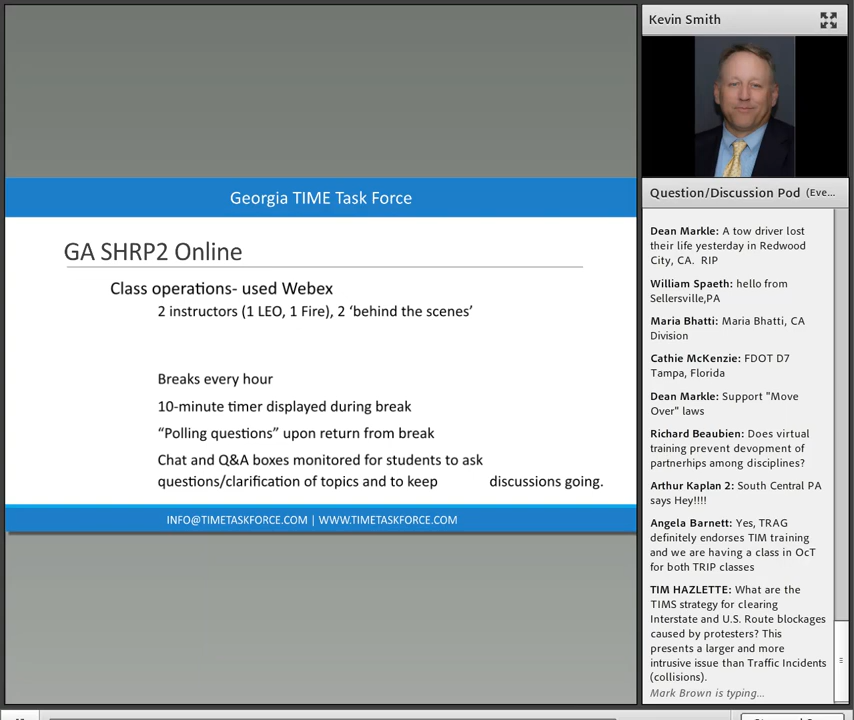 Kevin Smith
Georgia TIME Task Force
GA SHRP2 Online
Class operations- used Webex
2 instructors (1 LEO, 1 Fire), 2 ‘behind the scenes’
Breaks every hour
10-minute timer displayed during break
“Polling questions” upon return from break
Chat and Q&A boxes monitored for students to ask
questions/clarification of topics and to keep discussions going.
INFO@TIMETASKFORCE.COM | WWW.TIMETASKFORCE.COM
Question/Discussion Pod (Eve...
Dean Markle: A tow driver lost
their life yesterday in Redwood
City, CA. RIP
William Spaeth: hello from
Sellersville,PA
Maria Bhatti: Maria Bhatti, CA
Division
Cathie McKenzie: FDOT D7
Tampa, Florida
Dean Markle: Support "Move
Over" laws
Richard Beaubien: Does virtual
training prevent devopment of
partnerhips among disciplines?
Arthur Kaplan 2: South Central PA
says Hey!!!!
Angela Barnett: Yes, TRAG
definitely endorses TIM training
and we are having a class in OcT
for both TRIP classes
TIM HAZLETTE: What are the
TIMS strategy for clearing
Interstate and U.S. Route blockages
caused by protesters? This
presents a larger and more
intrusive issue than Traffic Incidents
(collisions).
Mark Brown is typing...